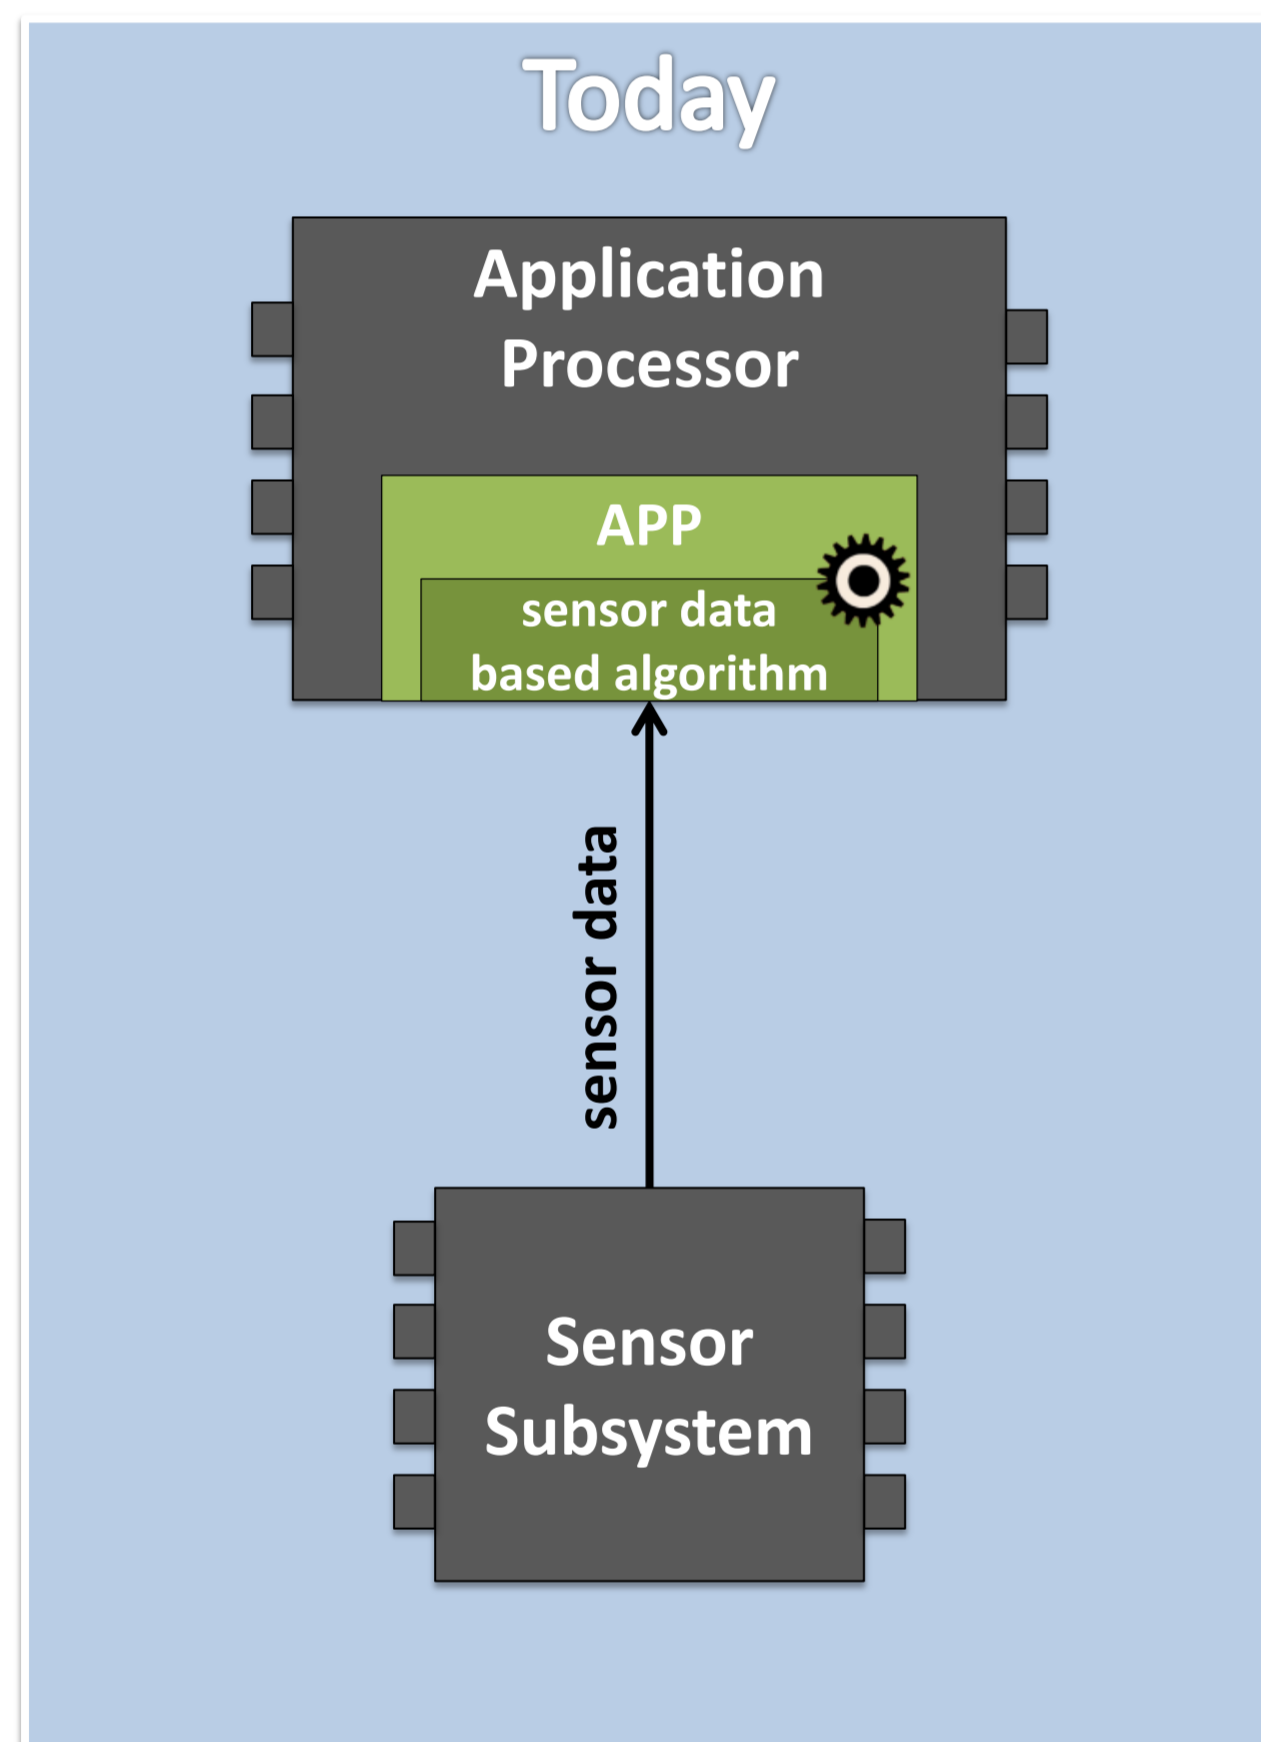 Today
Application
Processor
APP
sensor data
based algorithm
sensor data
Sensor
Subsystem